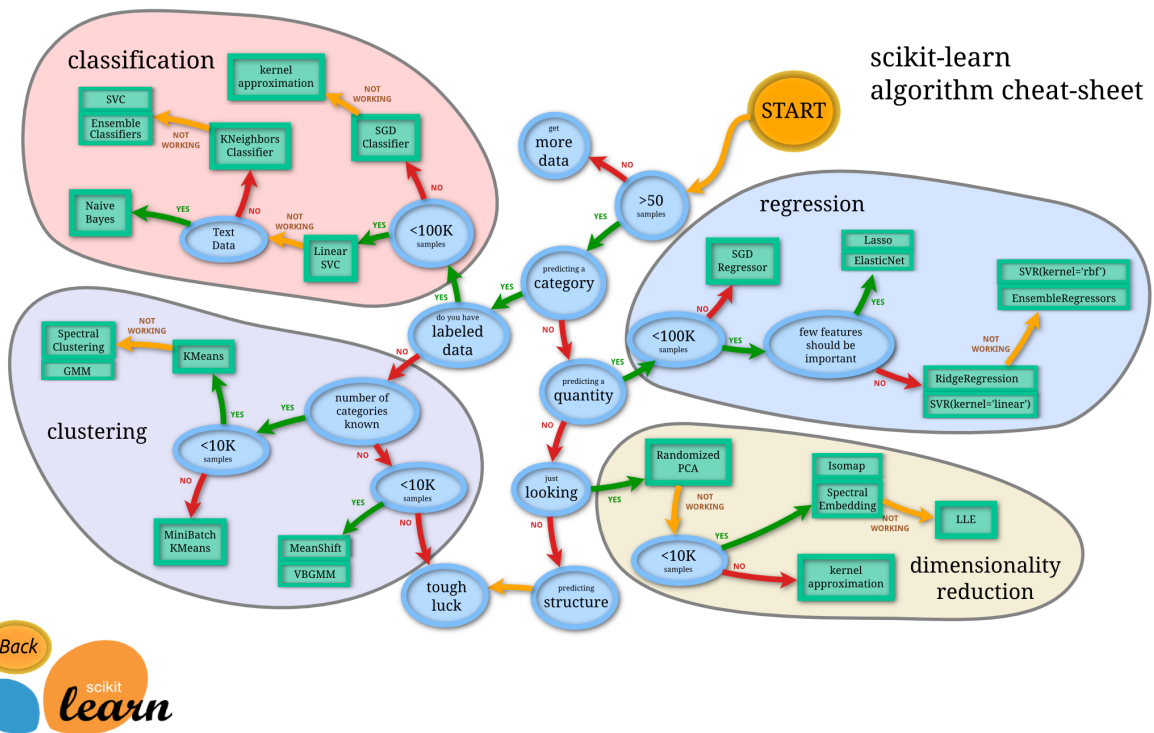 scikit-learn
algorithm cheat-sheet
START
>50
samples
NO
get
more
data
YES
predicting a
category
YES
do you have
labeled
data
YES
classification
<100K
samples
YES
Linear
SVC
NOT
WORKING
Text
Data
YES
Naive
Bayes
NO
KNeighbors
Classifier
NOT
WORKING
SVC
Ensemble
Classifiers
NO
SGD
Classifier
NOT
WORKING
kernel
approximation
NO
clustering
number of
categories
known
YES
<10K
samples
YES
KMeans
NOT
WORKING
Spectral
Clustering
GMM
NO
MiniBatch
KMeans
NO
<10K
samples
YES
MeanShift
VBGMM
NO
tough
luck
NO
predicting a
quantity
YES
regression
<100K
samples
NO
SGD
Regressor
YES
few features
should be
important
YES
Lasso
ElasticNet
NO
RidgeRegression
SVR(kernel='linear')
NOT
WORKING
SVR(kernel='rbf')
EnsembleRegressors
NO
just
looking
YES
Randomized
PCA
NOT
WORKING
<10K
samples
YES
Isomap
Spectral
Embedding
NOT
WORKING
LLE
NO
kernel
approximation
dimensionality
reduction
NO
predicting
structure
Back
scikit
learn